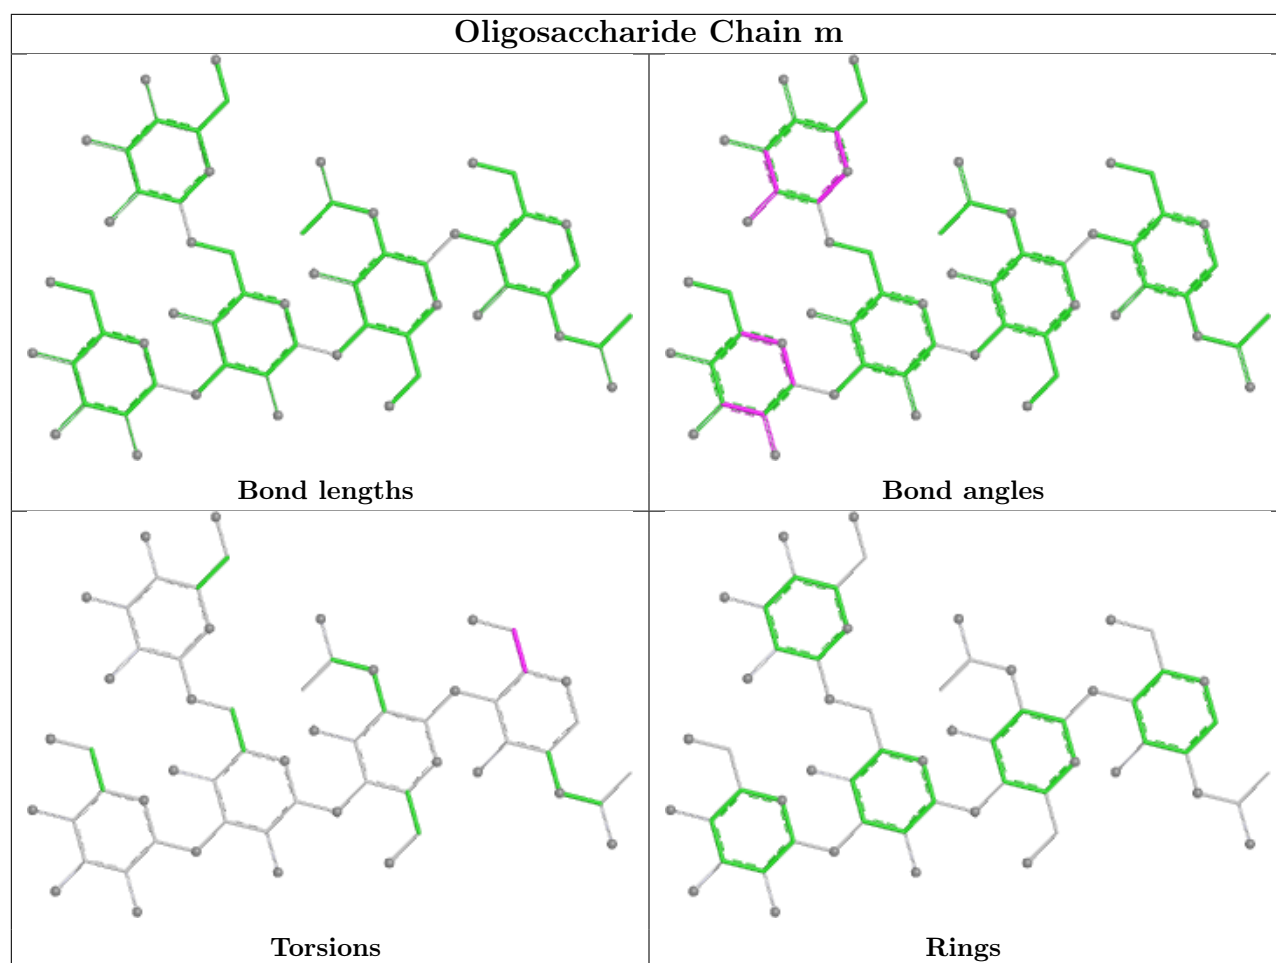 Oligosaccharide Chain m
Bond lengths
Bond angles
Torsions
Rings